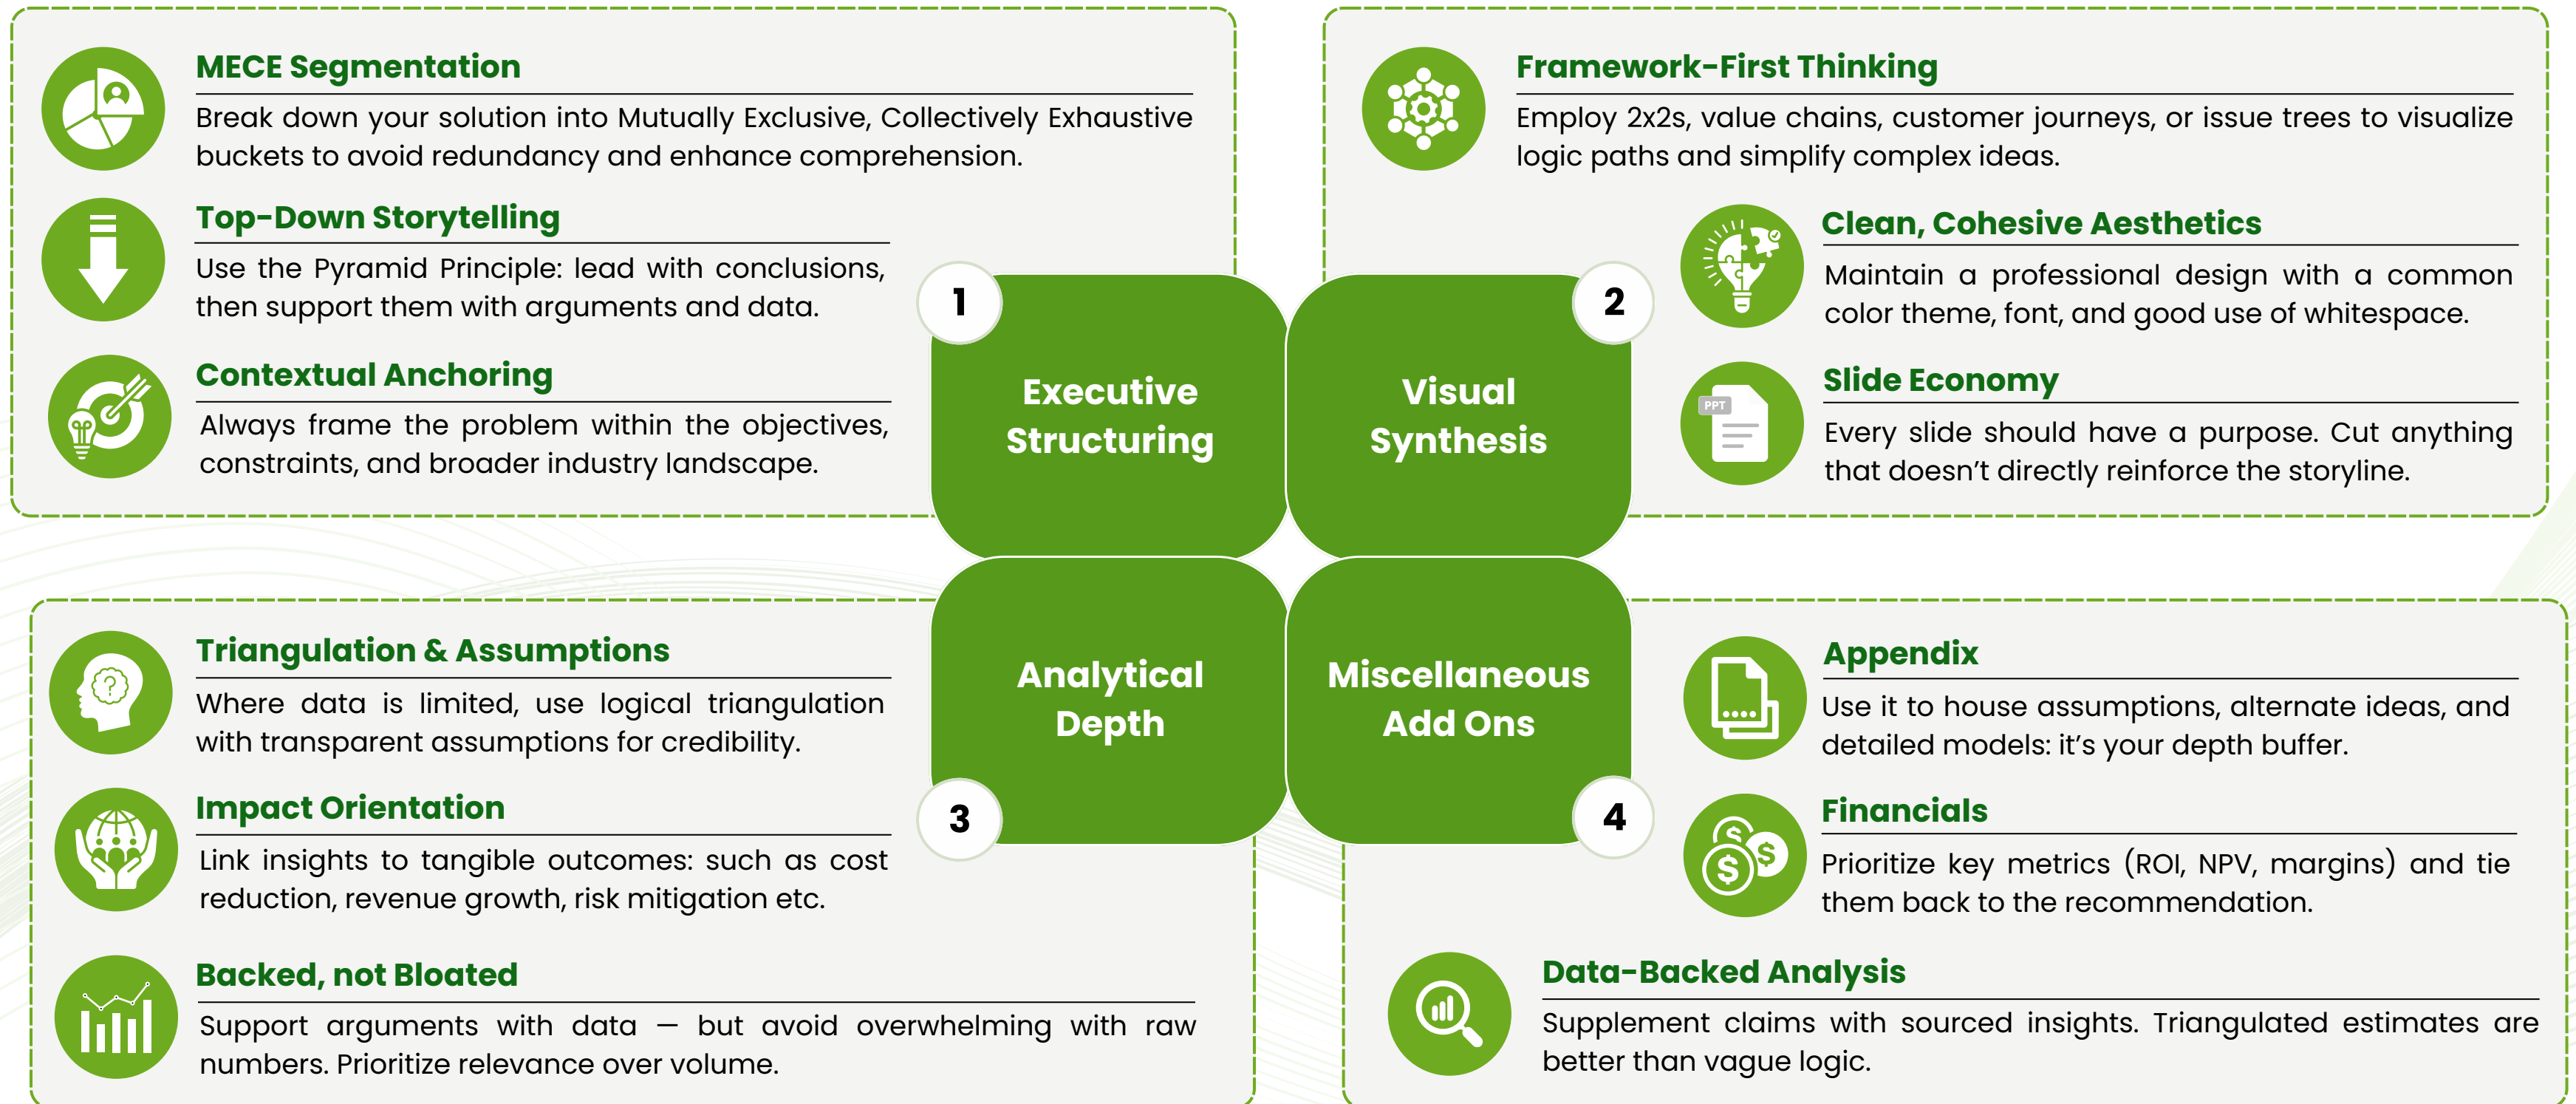 MECE Segmentation
Break down your solution into Mutually Exclusive, Collectively Exhaustive
buckets to avoid redundancy and enhance comprehension.
Top-Down Storytelling
Use the Pyramid Principle: lead with conclusions,
then support them with arguments and data.
Contextual Anchoring
Always frame the problem within the objectives,
constraints, and broader industry landscape.
1
Executive
Structuring
Framework-First Thinking
Employ 2x2s, value chains, customer journeys, or issue trees to visualize
logic paths and simplify complex ideas.
Clean, Cohesive Aesthetics
Maintain a professional design with a common
color theme, font, and good use of whitespace.
PPT
Slide Economy
Every slide should have a purpose. Cut anything
that doesn’t directly reinforce the storyline.
2
Visual
Synthesis
Triangulation & Assumptions
Where data is limited, use logical triangulation
with transparent assumptions for credibility.
Impact Orientation
Link insights to tangible outcomes: such as cost
reduction, revenue growth, risk mitigation etc.
Backed, not Bloated
Support arguments with data — but avoid overwhelming with raw
numbers. Prioritize relevance over volume.
Analytical
Depth
3
Miscellaneous
Add Ons
4
Appendix
Use it to house assumptions, alternate ideas, and
detailed models: it’s your depth buffer.
Financials
Prioritize key metrics (ROI, NPV, margins) and tie
them back to the recommendation.
Data-Backed Analysis
Supplement claims with sourced insights. Triangulated estimates are
better than vague logic.